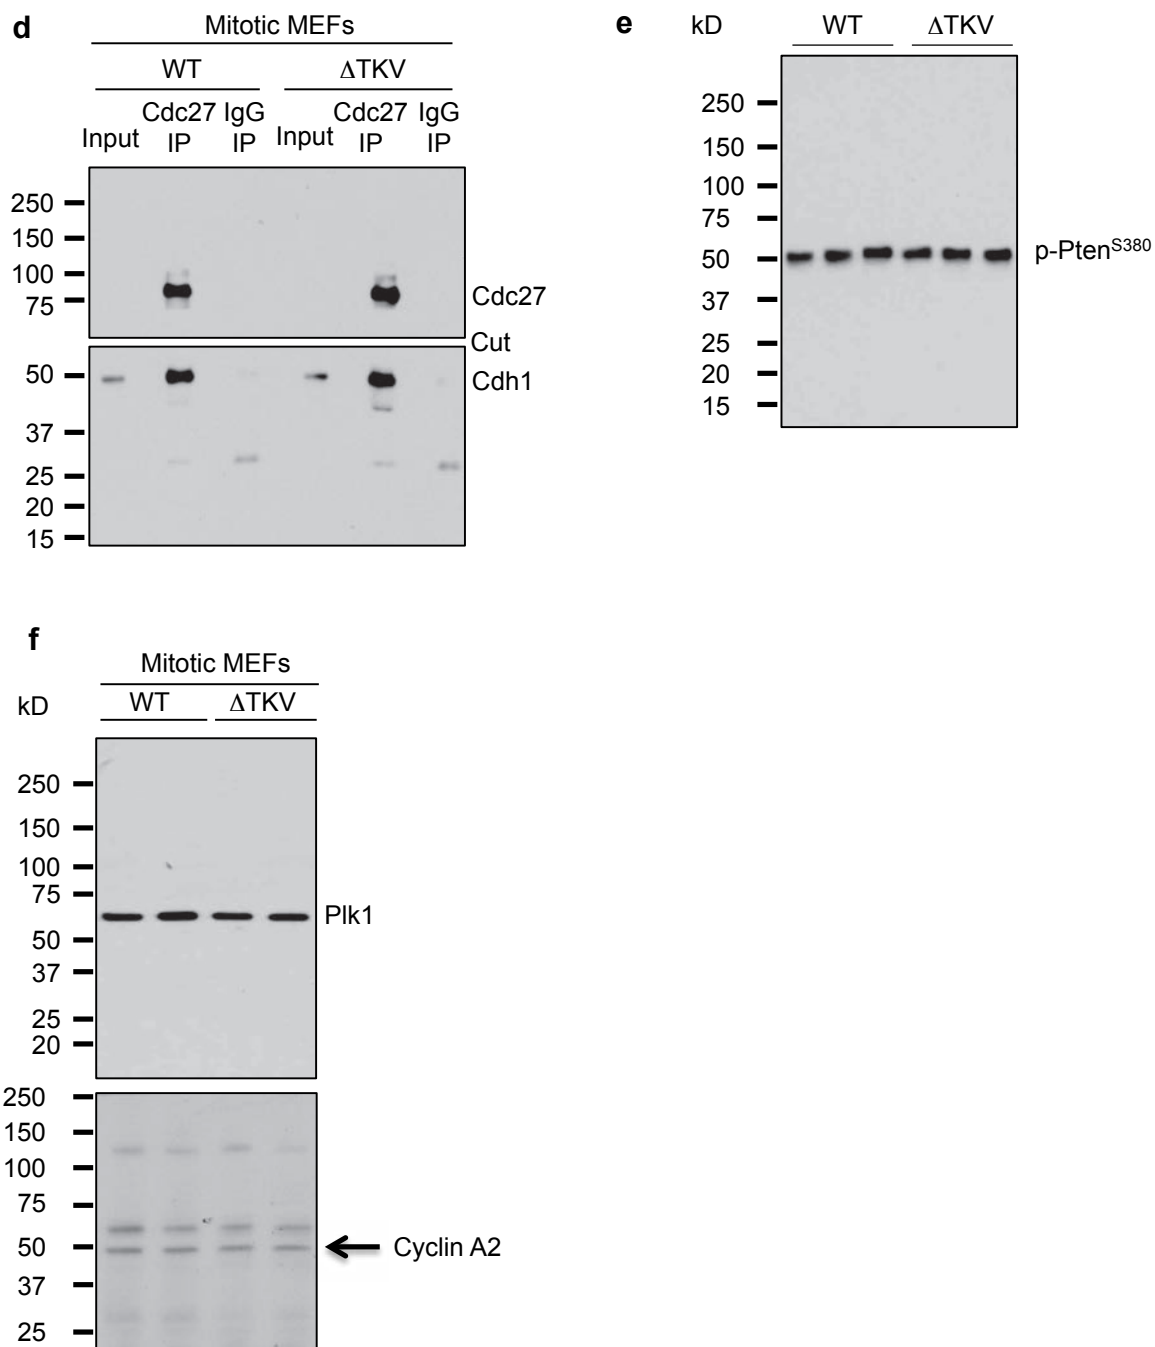 d
Mitotic MEFs
WT ΔTKV
Cdc27 IgG Cdc27 IgG
Input IP IP Input IP IP
250
150
100
75
Cdc27
Cut
50
Cdh1
37
25
20
15
e
kD WT ΔTKV
250
150
100
75
50
p-Pten^S380
37
25
20
15
f
Mitotic MEFs
kD WT ΔTKV
250
150
100
75
Plk1
50
37
25
20
250
150
100
75
50 Cyclin A2
37
25